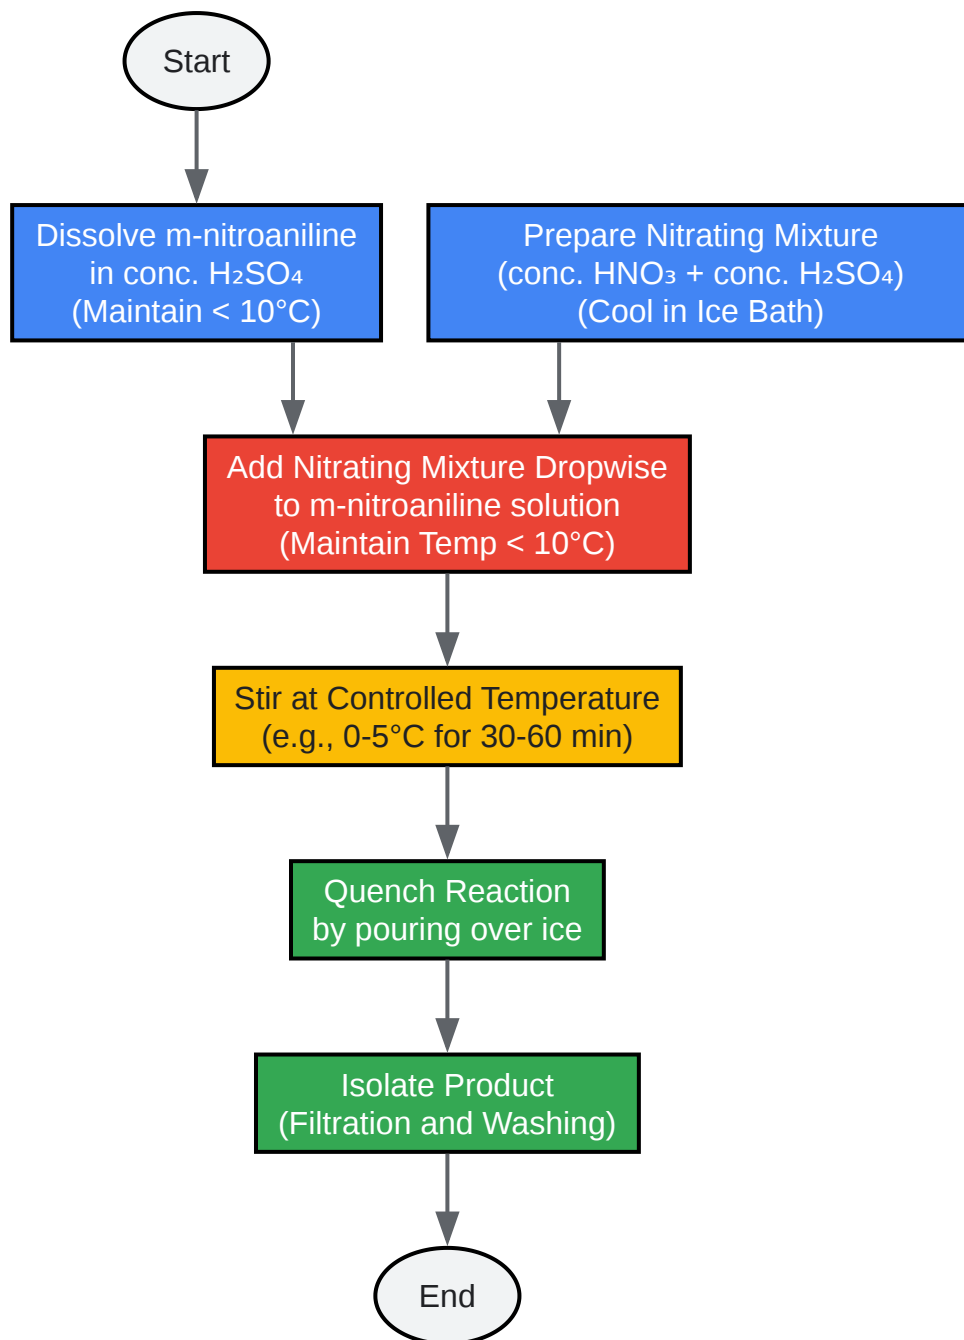 Start
Dissolve m-nitroaniline
in conc. H₂SO₄
(Maintain < 10°C)
Prepare Nitrating Mixture
(conc. HNO₃ + conc. H₂SO₄)
(Cool in Ice Bath)
Add Nitrating Mixture Dropwise
to m-nitroaniline solution
(Maintain Temp < 10°C)
Stir at Controlled Temperature
(e.g., 0-5°C for 30-60 min)
Quench Reaction
by pouring over ice
Isolate Product
(Filtration and Washing)
End